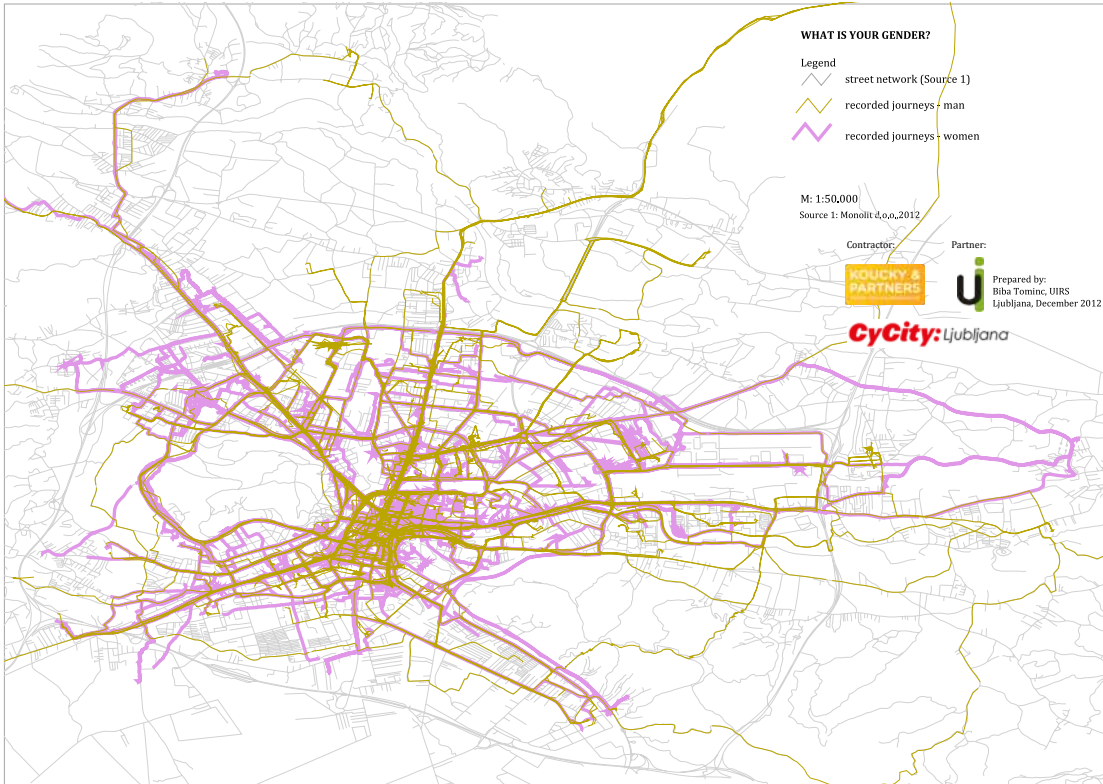 WHAT IS YOUR GENDER?
Legend
street network (Source 1)
recorded journeys - man
recorded journeys - women
M: 1:50.000
Source 1: Monolit d.o.o.,2012
Contractor:
Partner:
KOUCKY &
PARTNERS
Prepared by:
Biba Tominc, UIRS
Ljubljana, December 2012
CyCity: Ljubljana